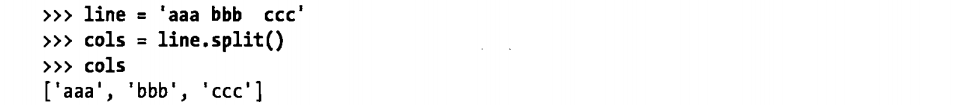 >>> line = 'aaa bbb  ccc'
>>> cols = line.split()
>>> cols
['aaa', 'bbb', 'ccc']